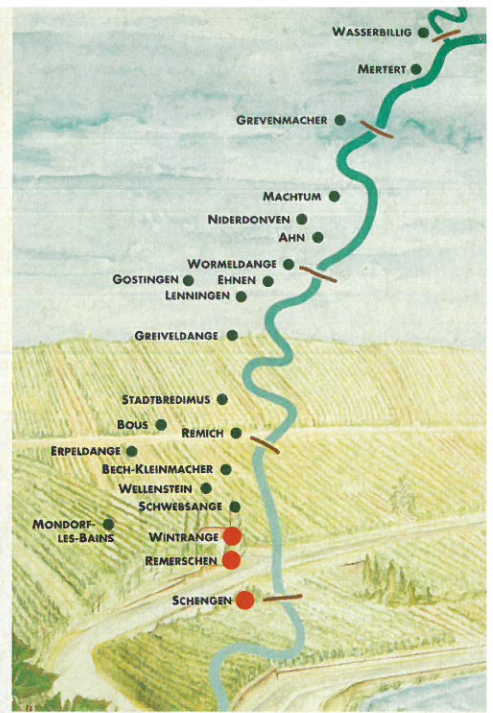 WASSERBILLIG
MERTERT
GREVENMACHER
MACHTUM
NIDERDONVEN
AHN
WORMELDANGE
GOSTINGEN
EHNEN
LENNINGEN
GREIVELDANGE
STADTBREDIMUS
BOUS
REMICH
ERPELDANGE
BECH-KLEINMACHER
WELLENSTEIN
SCHWEBSANGE
MONDORF-
LES-BAINS
WINTRANGE
REMERSCHEN
SCHENGEN